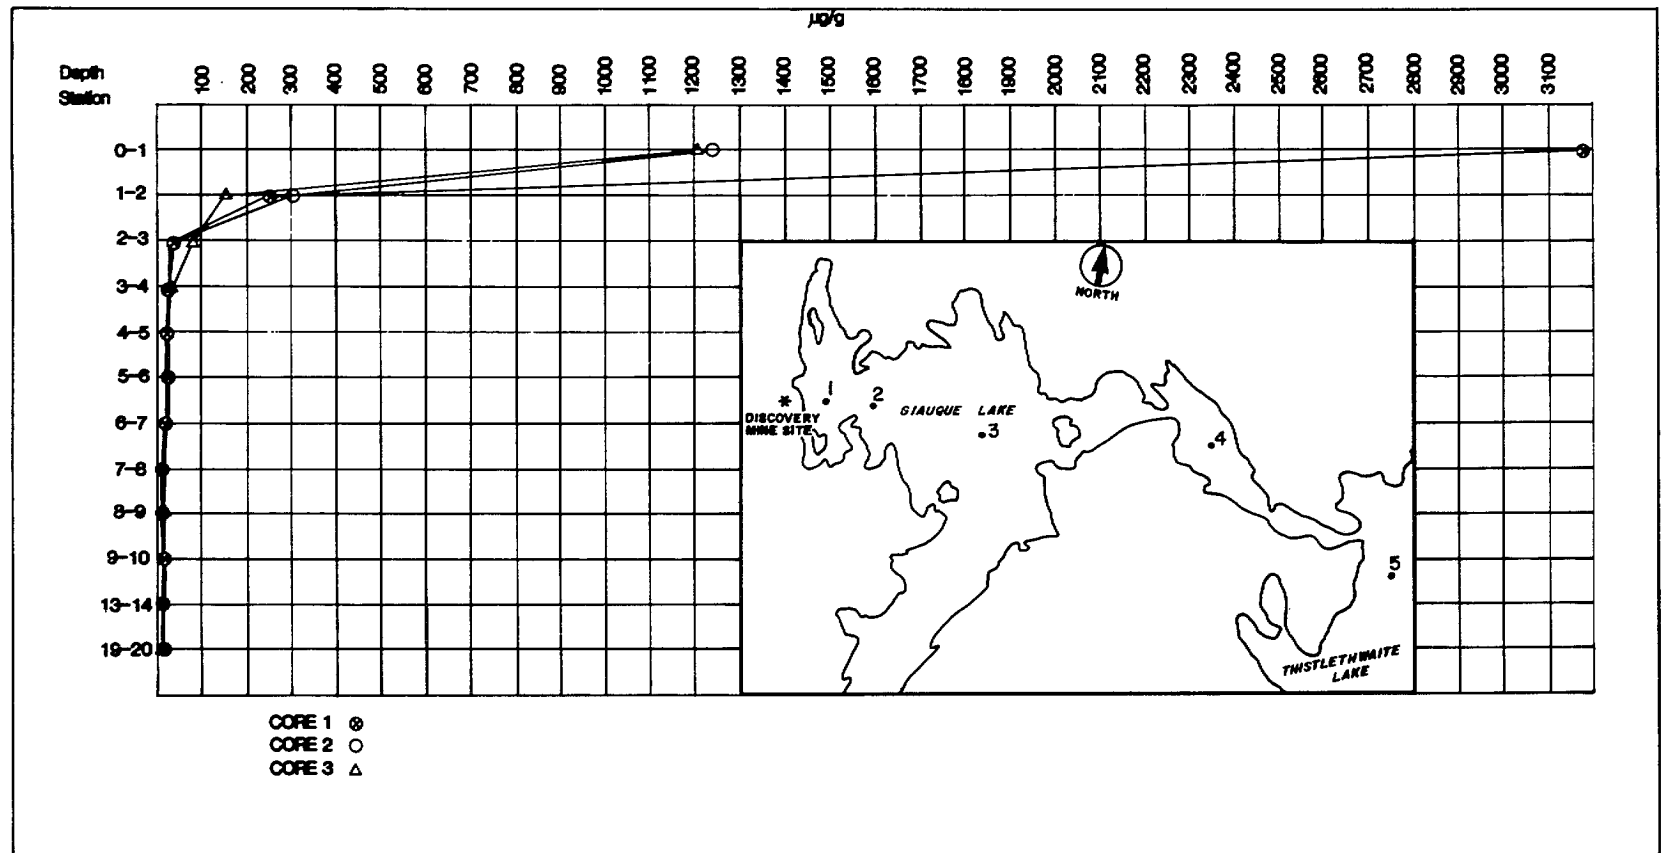 µg/g
Depth
Station
100 200 300 400 500 600 700 800 900 1000 1100 1200 1300 1400 1500 1600 1700 1800 1900 2000 2100 2200 2300 2400 2500 2600 2700 2800 2900 3000 3100
0-1
1-2
2-3
3-4
4-5
5-6
6-7
7-8
8-9
9-10
13-14
19-20
NORTH
1
2
GIAUQUE LAKE
3
4
5
DISCOVERY
MINE SITE
THISTLETHWAITE
LAKE
CORE 1
CORE 2
CORE 3